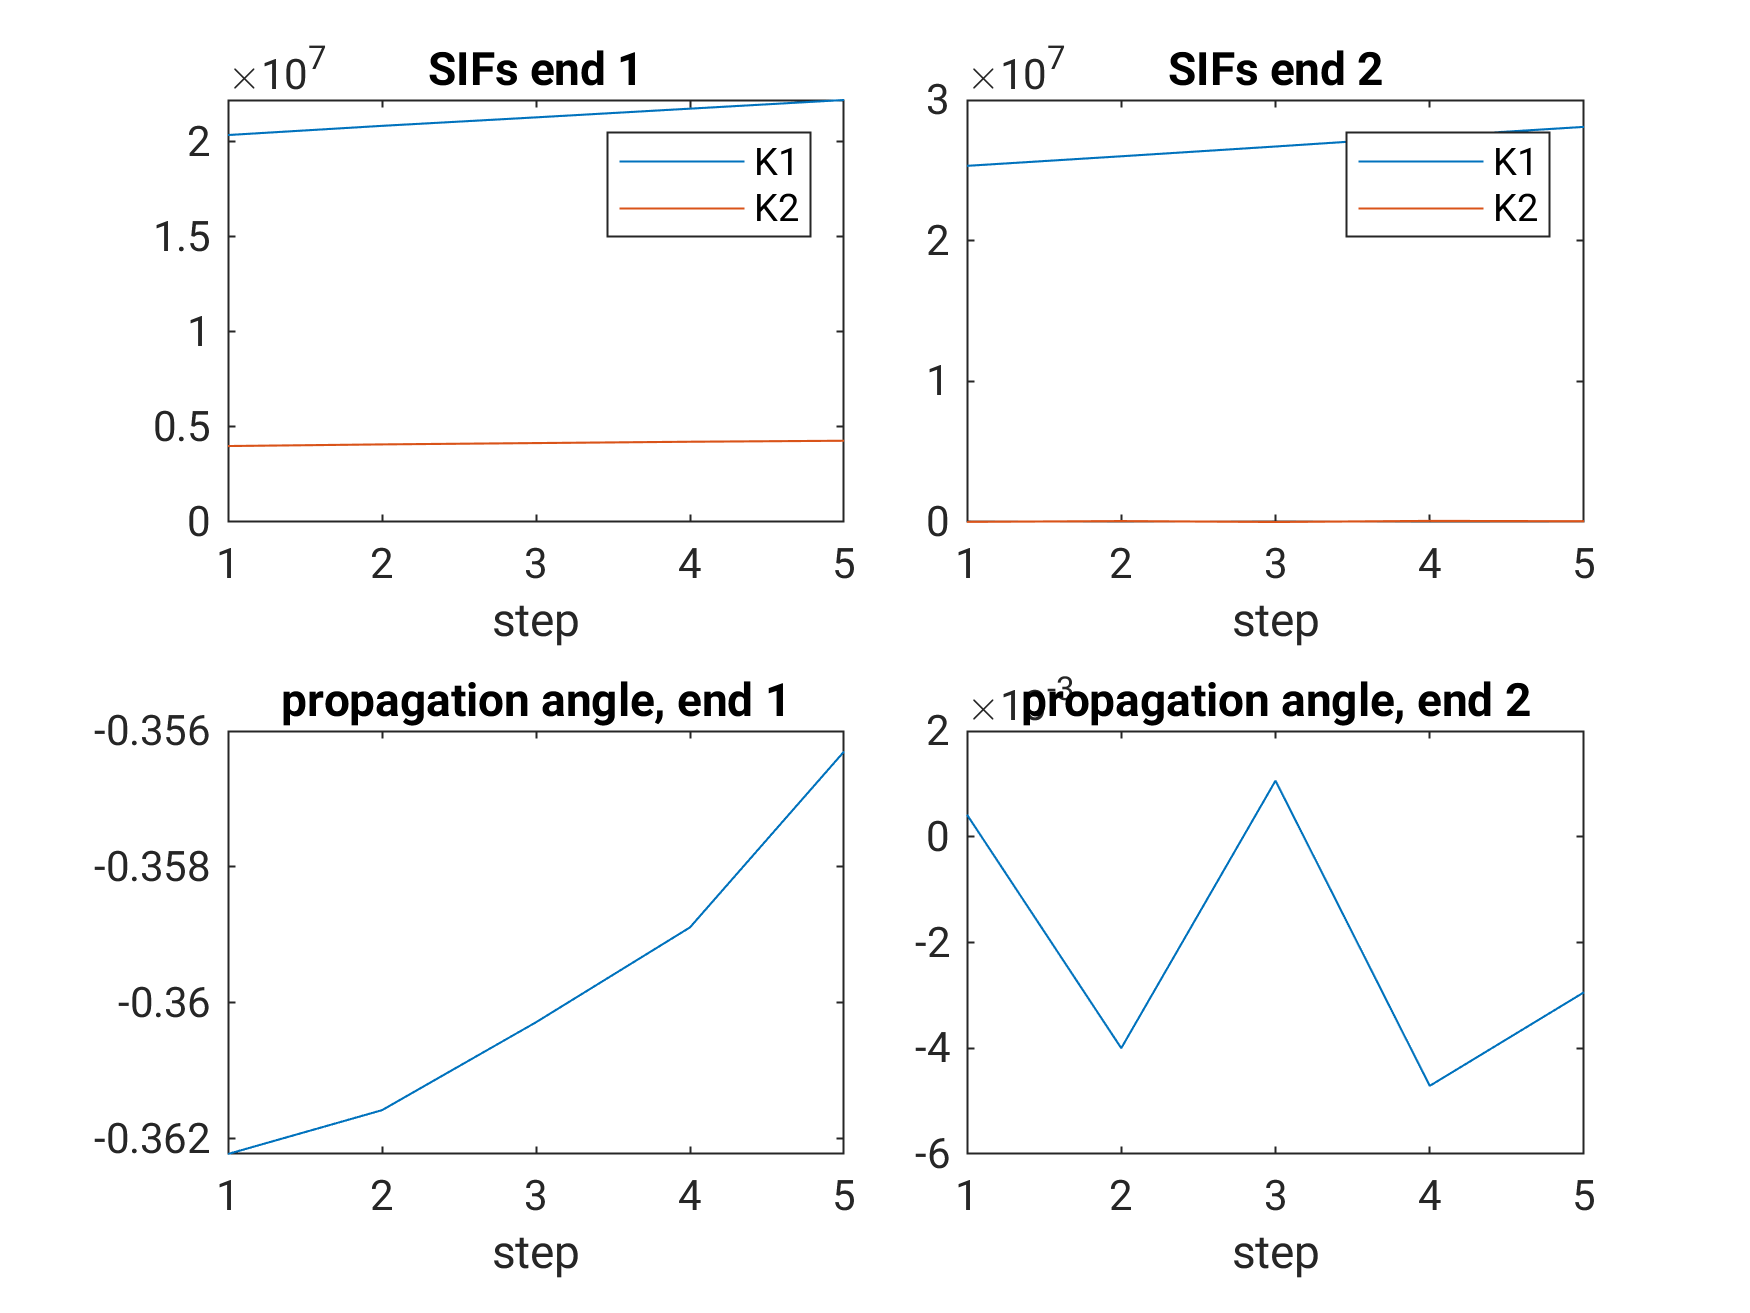 SIFs end 1
×10^7
2
1.5
1
0.5
0
K1
K2
1 2 3 4 5
step
SIFs end 2
×10^7
3
2
1
0
K1
K2
1 2 3 4 5
step
propagation angle, end 1
-0.356
-0.358
-0.36
-0.362
1 2 3 4 5
step
propagation angle, end 2
×10^-3
2
0
-2
-4
-6
1 2 3 4 5
step